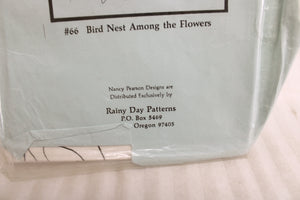 #66 Bird Nest Among the Flowers
Nancy Pearson Designs are
Distributed Exclusively by
Rainy Day Patterns
P.O. Box 5469
Oregon 97405